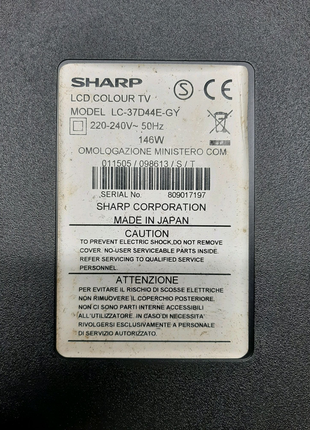 SHARP
LCD COLOUR TV
MODEL LC-37D44E-GY
220-240V~ 50Hz
146W
OMOLOGAZIONE MINISTERO COM
011505 / 098613 / S / T
SERIAL No. 809017197
SHARP CORPORATION
MADE IN JAPAN
CAUTION
TO PREVENT ELECTRIC SHOCK,DO NOT REMOVE
COVER. NO-USER SERVICEABLE PARTS INSIDE.
REFER SERVICING TO QUALIFIED SERVICE
PERSONNEL.
ATTENZIONE
PER EVITARE IL RISCHIO DI SCOSSE ELETTRICHE
NON RIMUOVERE IL COPERCHIO POSTERIORE,
NON CI SONO PARTI INTERNE ACCESSIBILI
ALL'UTILIZZATORE. IN CASO DI NECESSITÀ
RIVOLGERSI ESCLUSIVAMENTE A PERSONALE
DI SERVIZIO AUTORIZZATO.